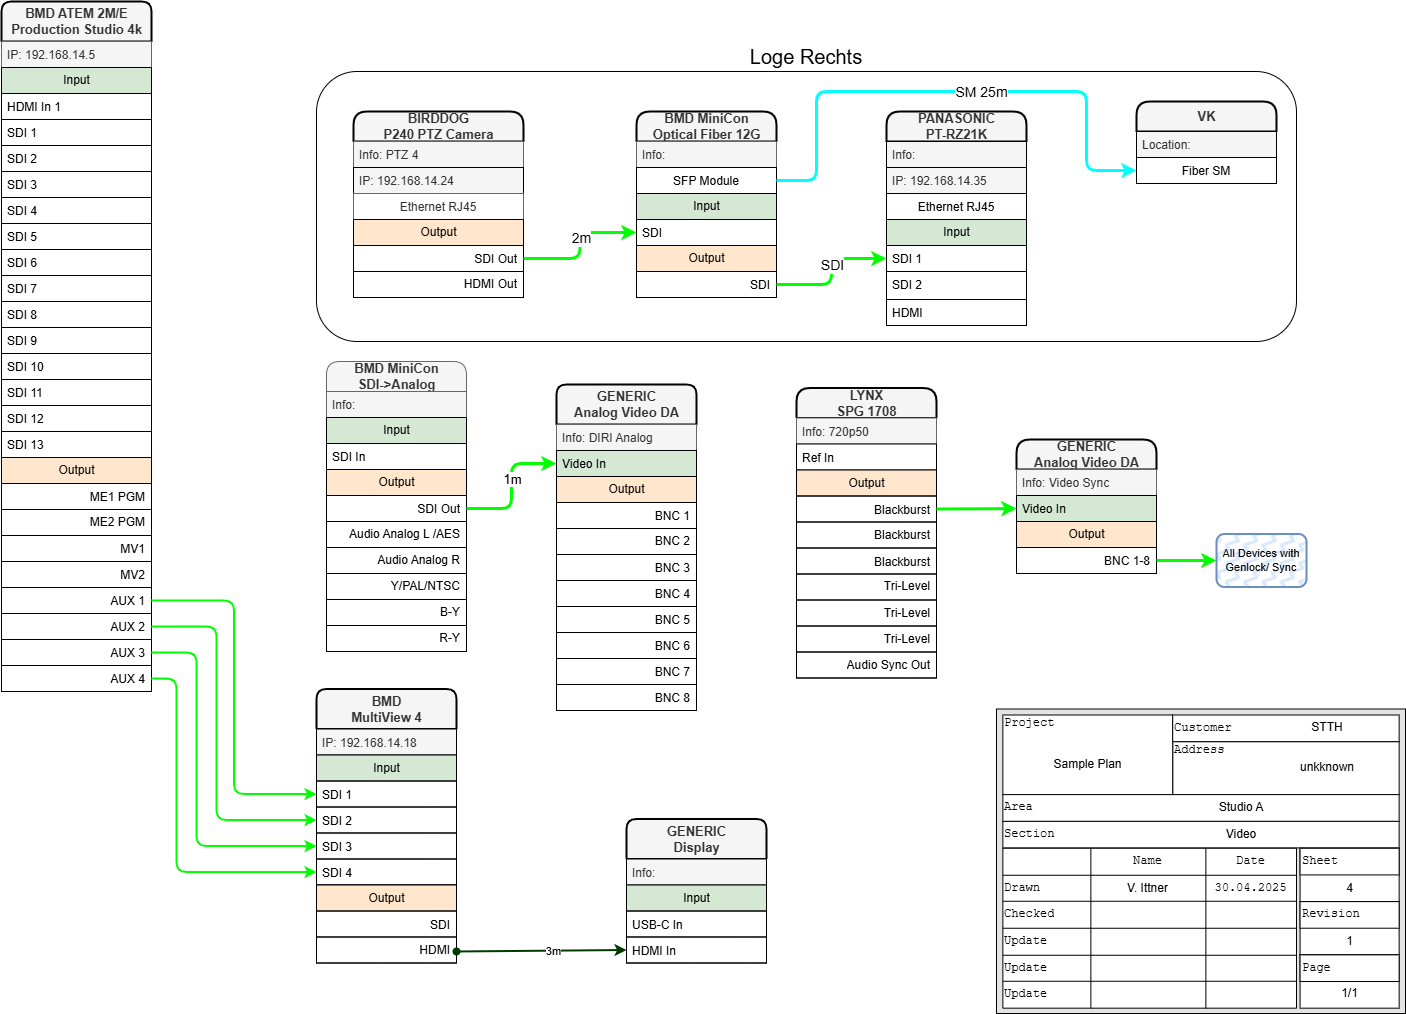 BMD ATEM 2M/E
Production Studio 4k
IP: 192.168.14.5
Input
HDMI In 1
SDI 1
SDI 2
SDI 3
SDI 4
SDI 5
SDI 6
SDI 7
SDI 8
SDI 9
SDI 10
SDI 11
SDI 12
SDI 13
Output
ME1 PGM
ME2 PGM
MV1
MV2
AUX 1
AUX 2
AUX 3
AUX 4
Loge Rechts
BIRDDOG
P240 PTZ Camera
Info: PTZ 4
IP: 192.168.14.24
Ethernet RJ45
Output
SDI Out
HDMI Out
2m
BMD MiniCon
Optical Fiber 12G
Info:
SFP Module
Input
SDI
Output
SDI
SDI
SM 25m
PANASONIC
PT-RZ21K
Info:
IP: 192.168.14.35
Ethernet RJ45
Input
SDI 1
SDI 2
HDMI
VK
Location:
Fiber SM
BMD MiniCon
SDI->Analog
Info:
Input
SDI In
Output
SDI Out
Audio Analog L /AES
Audio Analog R
Y/PAL/NTSC
B-Y
R-Y
1m
GENERIC
Analog Video DA
Info: DIRI Analog
Video In
Output
BNC 1
BNC 2
BNC 3
BNC 4
BNC 5
BNC 6
BNC 7
BNC 8
LYNX
SPG 1708
Info: 720p50
Ref In
Output
Blackburst
Blackburst
Blackburst
Tri-Level
Tri-Level
Tri-Level
Audio Sync Out
GENERIC
Analog Video DA
Info: Video Sync
Video In
Output
BNC 1-8
All Devices with
Genlock/ Sync
BMD
MultiView 4
IP: 192.168.14.18
Input
SDI 1
SDI 2
SDI 3
SDI 4
Output
SDI
HDMI
3m
GENERIC
Display
Info:
Input
USB-C In
HDMI In
Project
Sample Plan
Customer STTH
Address
unkknown
Area Studio A
Section Video
Name Date Sheet
Drawn V. Ittner 30.04.2025 4
Checked Revision
Update 1
Update Page
Update 1/1